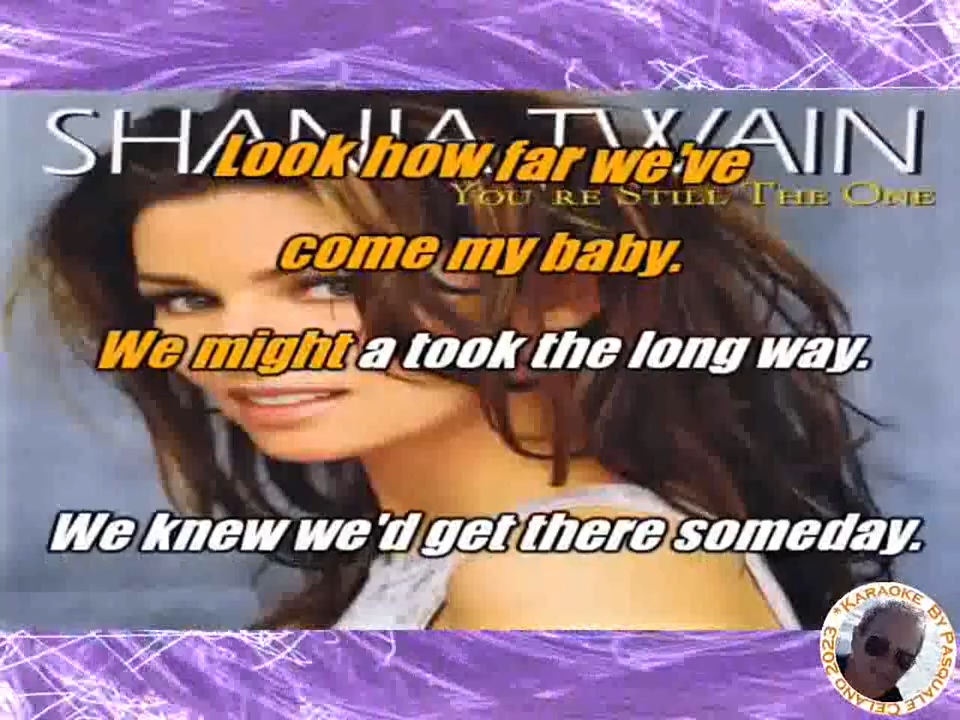 SHANIA TWAIN
Look how far we've
YOU'RE STILL THE ONE
come my baby.
We might a took the long way.
We knew we'd get there someday.
*KARAOKE BY PASQUALE CELANO 2023